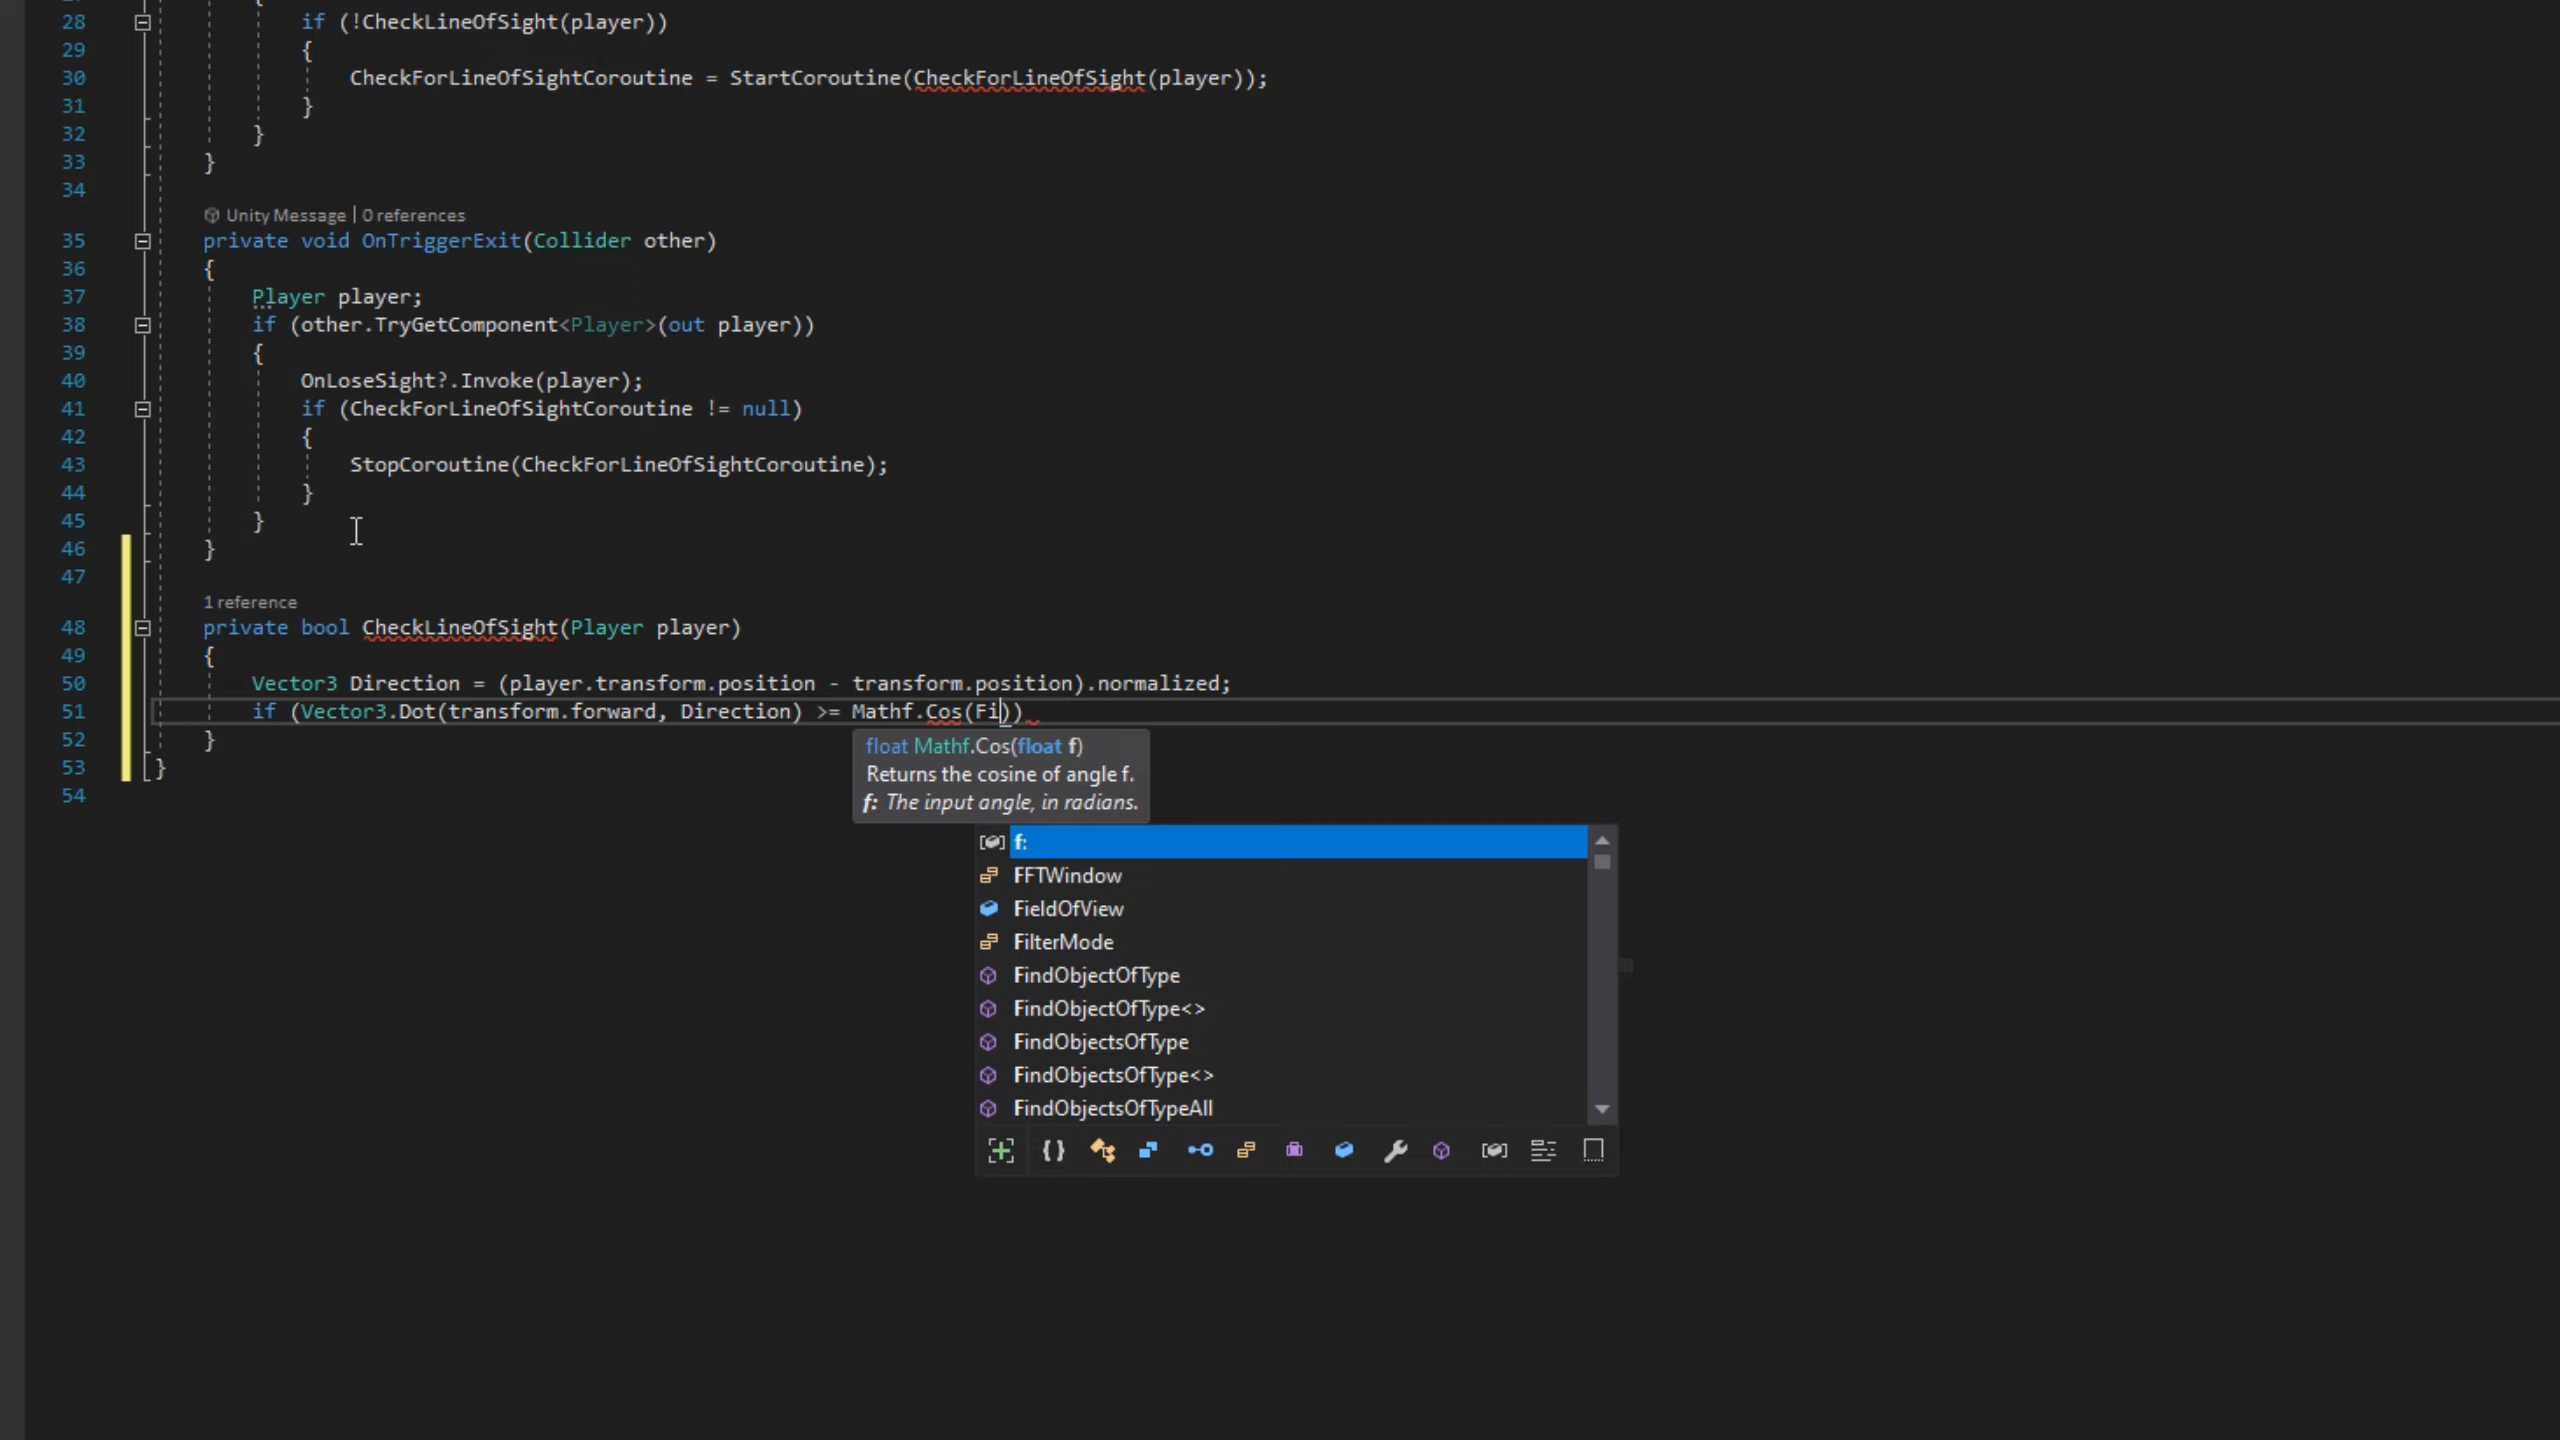 28 if (!CheckLineOfSight(player))
29 {
30 CheckForLineOfSightCoroutine = StartCoroutine(CheckForLineOfSight(player));
31 }
32 }
33 }
34
Unity Message | 0 references
35 private void OnTriggerExit(Collider other)
36 {
37 Player player;
38 if (other.TryGetComponent<Player>(out player))
39 {
40 OnLoseSight?.Invoke(player);
41 if (CheckForLineOfSightCoroutine != null)
42 {
43 StopCoroutine(CheckForLineOfSightCoroutine);
44 }
45 }
46 }
47
1 reference
48 private bool CheckLineOfSight(Player player)
49 {
50 Vector3 Direction = (player.transform.position - transform.position).normalized;
51 if (Vector3.Dot(transform.forward, Direction) >= Mathf.Cos(Fi))
52 }
53 }
54
float Mathf.Cos(float f)
Returns the cosine of angle f.
f: The input angle, in radians.
f:
FFTWindow
FieldOfView
FilterMode
FindObjectOfType
FindObjectOfType<>
FindObjectsOfType
FindObjectsOfType<>
FindObjectsOfTypeAll